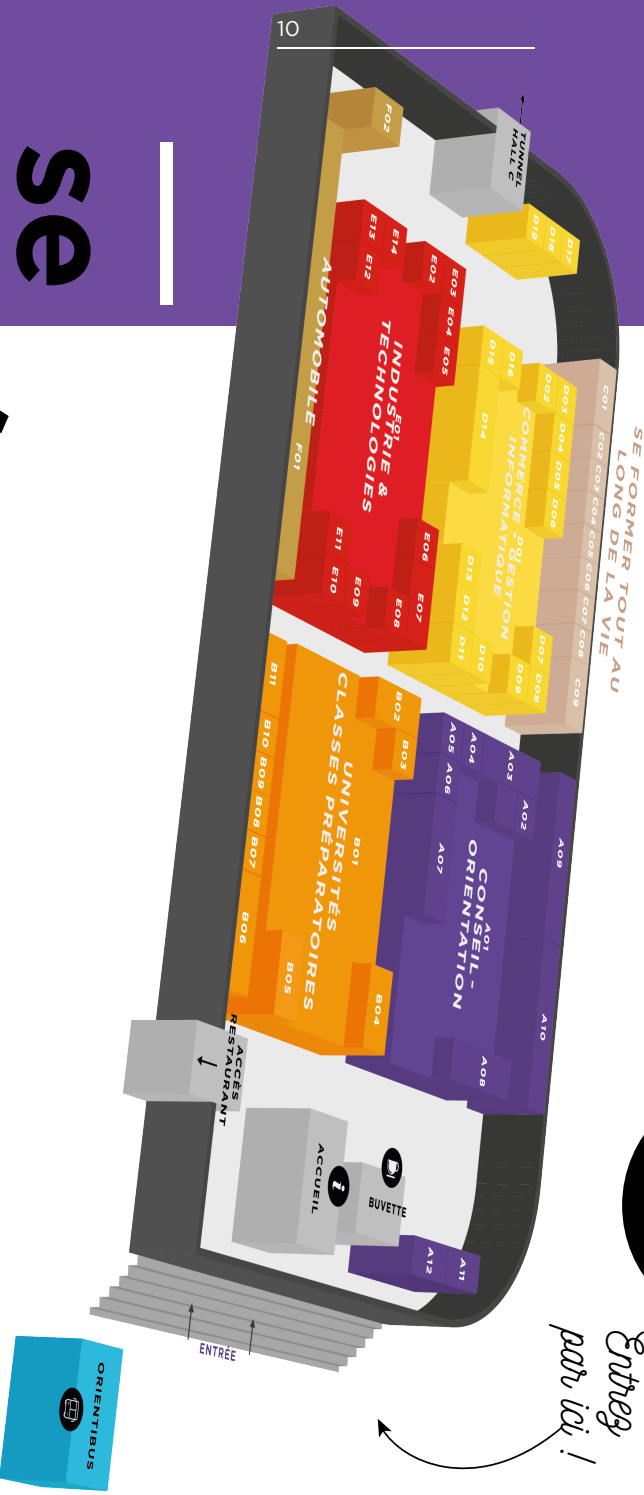 10
se
TUNNEL
HALL C
F02
AUTOMOBILE
F01
E13
E14
E12
E02
E03
E04
E05
INDUSTRIE &
TECHNOLOGIES
E01
E11
E10
E09
E08
E07
E06
D19
D18
D17
D15
D16
D14
D02
D03
D04
D05
D06
COMMERCE - GESTION
INFORMATIQUE
D01
D13
D12
D11
D10
D09
D08
D07
C01
C02
C03
C04
C05
C06
C07
C08
C09
SE FORMER TOUT AU
LONG DE LA VIE
B11
B10
B09
B08
B07
B06
B05
B04
B02
B03
B01
UNIVERSITÉS
CLASSES PRÉPARATOIRES
A05
A04
A03
A06
A02
A07
A09
A10
A08
A01
CONSEIL -
ORIENTATION
ACCÈS
RESTAURANT
ACCUEIL
i
BUVETTE
A12
A11
ENTRÉE
ORIENTIBUS
Entrez
par ici !